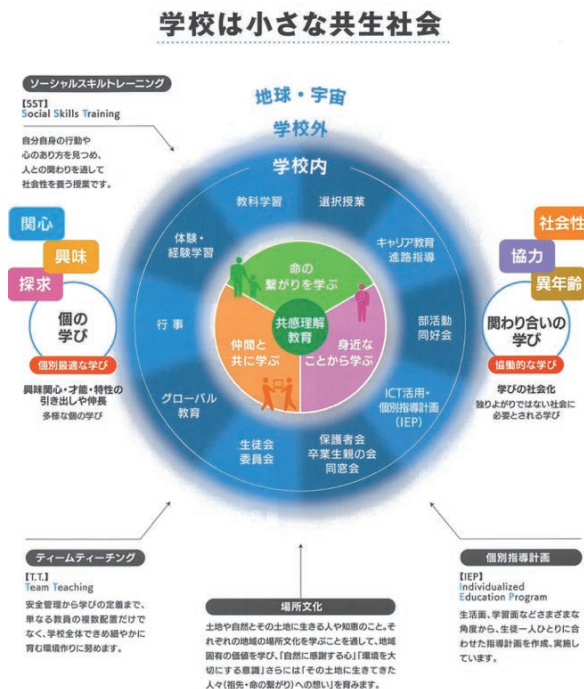 学校は小さな共生社会
ソーシャルスキルトレーニング
【SST】
Social Skills Training
自分自身の行動や
心のあり方を見つめ、
人との関わりを通して
社会性を養う授業です。
地球・宇宙
学校外
学校内
教科学習
選択授業
体験・
経験学習
キャリア教育
進路指導
行事
部活動
同好会
グローバル
教育
ICT活用・
個別指導計画
（IEP）
生徒会
委員会
保護者会
卒業生親の会
同窓会
命の
繋がりを学ぶ
共感理解
教育
仲間と
共に学ぶ
身近な
ことから学ぶ
関心
興味
探求
個の
学び
個別最適な学び
興味関心・才能・特性の
引き出しや伸長
多様な個の学び
社会性
協力
異年齢
関わり合いの
学び
協働的な学び
学びの社会化
独りよがりではない社会に
必要とされる学び
ティームティーチング
【T.T.】
Team Teaching
安全管理から学びの定着まで、
単なる教員の複数配置だけで
なく、学校全体できめ細やかに育
む環境作りに努めます。
場所文化
土地や自然とその土地に生きる人や知恵のこと。そ
れぞれの地域の場所文化を学ぶことを通して、地域
固有の価値を学び、「自然に感謝する心」「環境を大
切にする意識」さらには「その土地に生きてきた
人々（祖先・命の繋がり）への想い」を育みます。
個別指導計画
【IEP】
Individualized
Education Program
生活面、学習面などさまざまな
角度から、生徒一人ひとりに合
わせた指導計画を作成、実施し
ています。